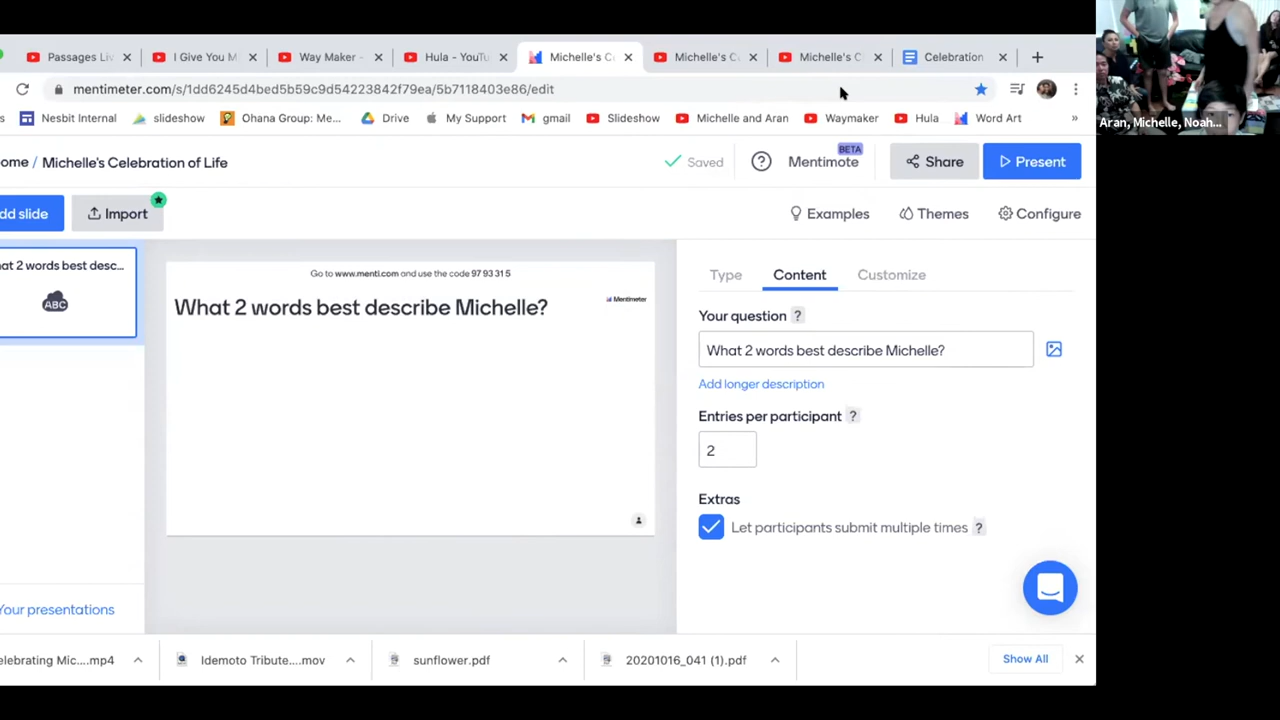 Passages Liv
I Give You M
Way Maker -
Hula - YouTu
Michelle's C
Michelle's C
Michelle's C
Celebration
mentimeter.com/s/1dd6245d4bed5b59c9d54223842f79ea/5b7118403e86/edit
Nesbit Internal
slideshow
Ohana Group: Me...
Drive
My Support
gmail
Slideshow
Michelle and Aran
Waymaker
Hula
Word Art
»
Aran, Michelle, Noah...
ome / Michelle's Celebration of Life
Saved
?
Mentimote
BETA
Share
Present
dd slide
Import
Examples
Themes
Configure
at 2 words best desc...
ABC
Go to www.menti.com and use the code 97 93 31 5
What 2 words best describe Michelle?
Mentimeter
Type
Content
Customize
Your question ?
What 2 words best describe Michelle?
Add longer description
Entries per participant ?
2
Extras
Let participants submit multiple times ?
Your presentations
elebrating Mic....mp4
Idemoto Tribute....mov
sunflower.pdf
20201016_041 (1).pdf
Show All